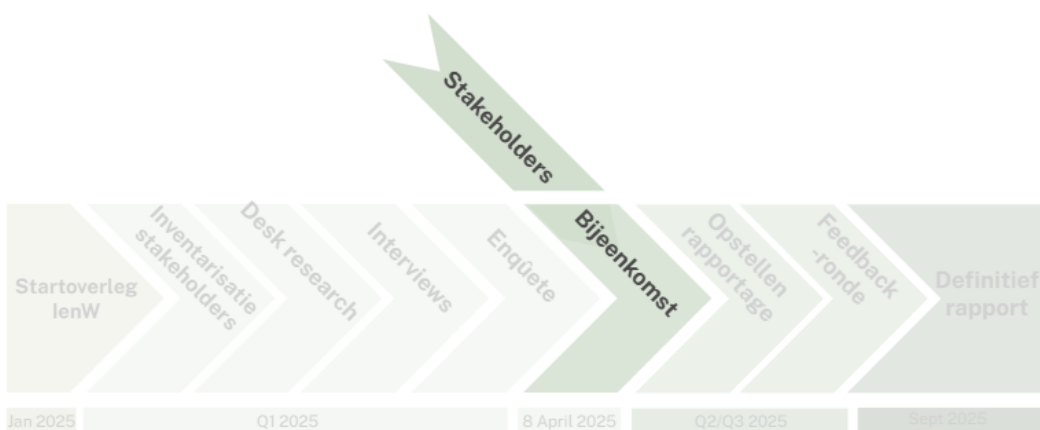 Stakeholders
Startoverleg
IenW
Inventarisatie
stakeholders
Desk research
Interviews
Enqûete
Bijeenkomst
Opstellen
rapportage
Feedback
-ronde
Definitief
rapport
Jan 2025
Q1 2025
8 April 2025
Q2/Q3 2025
Sept 2025